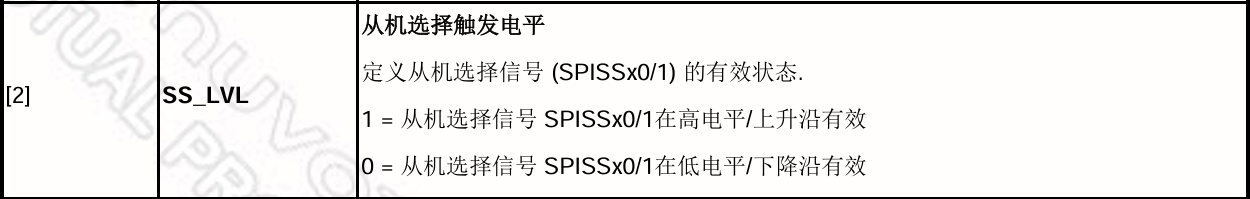 从机选择触发电平
定义从机选择信号 (SPISSx0/1) 的有效状态.
[2] SS_LVL
1 = 从机选择信号 SPISSx0/1在高电平/上升沿有效
0 = 从机选择信号 SPISSx0/1在低电平/下降沿有效